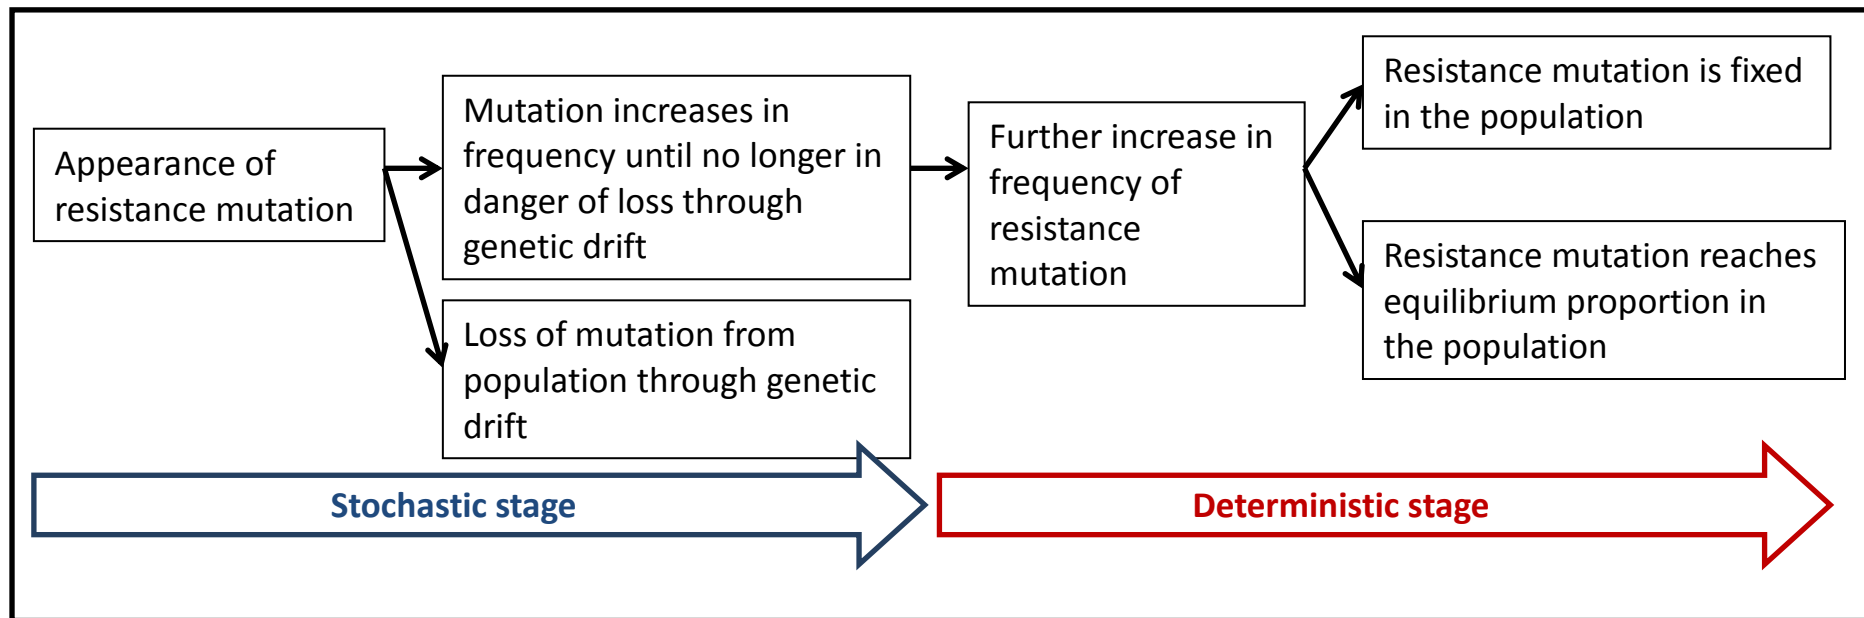 Appearance of
resistance mutation
Mutation increases in
frequency until no longer in
danger of loss through
genetic drift
Loss of mutation from
population through genetic
drift
Further increase in
frequency of
resistance
mutation
Resistance mutation is fixed
in the population
Resistance mutation reaches
equilibrium proportion in
the population
Stochastic stage
Deterministic stage